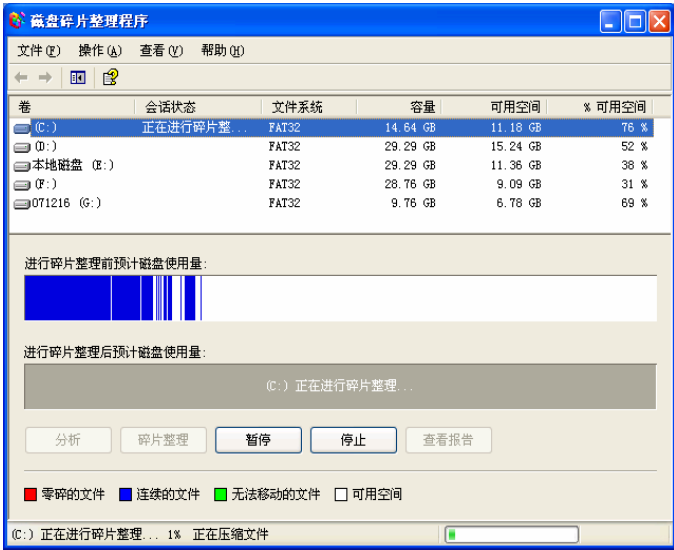 磁盘碎片整理程序
文件(F) 操作(A) 查看(V) 帮助(H)
卷 会话状态 文件系统 容量 可用空间 % 可用空间
(C:) 正在进行碎片整... FAT32 14.64 GB 11.18 GB 76 %
(D:) FAT32 29.29 GB 15.24 GB 52 %
本地磁盘 (E:) FAT32 29.29 GB 11.36 GB 38 %
(F:) FAT32 28.76 GB 9.09 GB 31 %
071216 (G:) FAT32 9.76 GB 6.78 GB 69 %
进行碎片整理前预计磁盘使用量:
进行碎片整理后预计磁盘使用量:
(C:) 正在进行碎片整理...
分析 碎片整理 暂停 停止 查看报告
零碎的文件 连续的文件 无法移动的文件 可用空间
(C:) 正在进行碎片整理... 1% 正在压缩文件